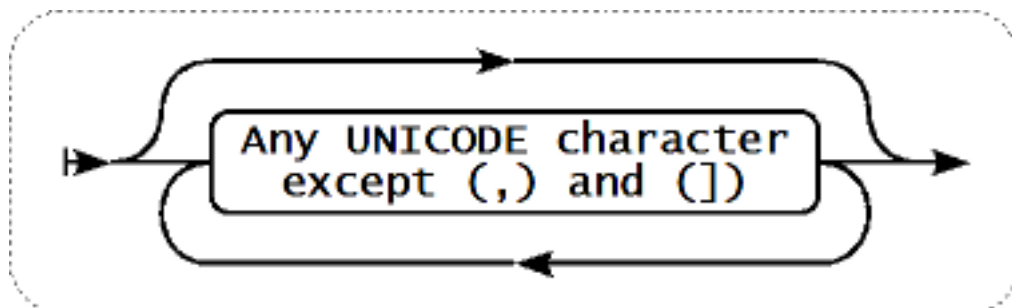 Any UNICODE character
except (,) and (])